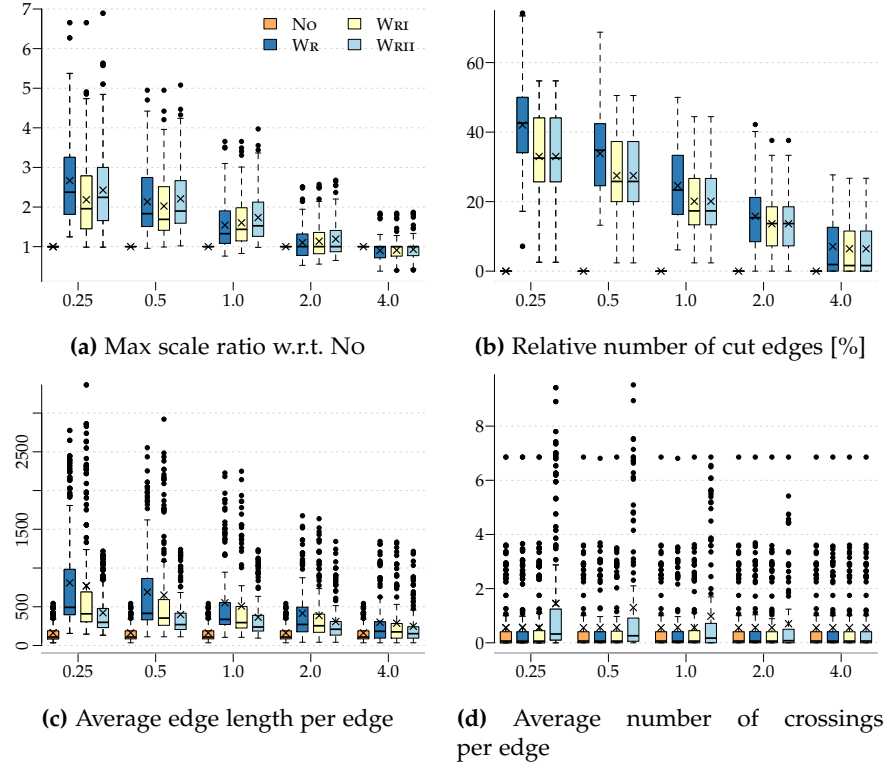 7
6
5
4
3
2
1
No
WR
WRI
WRII
0.25 0.5 1.0 2.0 4.0
(a) Max scale ratio w.r.t. No
60
40
20
0
0.25 0.5 1.0 2.0 4.0
(b) Relative number of cut edges [%]
2500
1500
500
0
0.25 0.5 1.0 2.0 4.0
(c) Average edge length per edge
8
6
4
2
0
0.25 0.5 1.0 2.0 4.0
(d) Average number of crossings
per edge